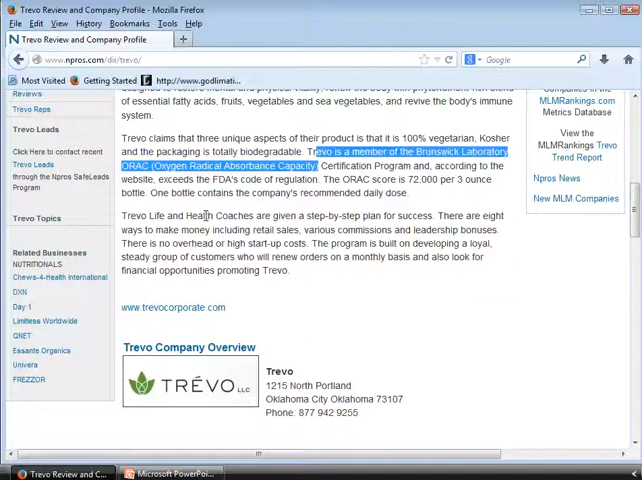 Trevo Review and Company Profile - Mozilla Firefox
File Edit View History Bookmarks Tools Help
Trevo Review and Company Profile
www.npros.com/dir/trevo/
Google
Most Visited Getting Started http://www.godlimati...
Reviews
Trevo Reps
Trevo Leads
Click Here to contact recent
Trevo Leads
through the Npros SafeLeads
Program
Trevo Topics
Related Businesses
NUTRITIONALS
Chews-4-Health International
DXN
Day 1
Limitless Worldwide
QNET
Essante Organics
Univera
FREZZOR
of essential fatty acids, fruits, vegetables and sea vegetables, and revive the body's immune
system.
Trevo claims that three unique aspects of their product is that it is 100% vegetarian, Kosher
and the packaging is totally biodegradable. Trevo is a member of the Brunswick Laboratory
ORAC (Oxygen Radical Absorbance Capacity) Certification Program and, according to the
website, exceeds the FDA's code of regulation. The ORAC score is 72,000 per 3 ounce
bottle. One bottle contains the company's recommended daily dose.
Trevo Life and Health Coaches are given a step-by-step plan for success. There are eight
ways to make money including retail sales, various commissions and leadership bonuses.
There is no overhead or high start-up costs. The program is built on developing a loyal,
steady group of customers who will renew orders on a monthly basis and also look for
financial opportunities promoting Trevo.
www.trevocorporate.com
Trevo Company Overview
TRĒVO LLC
Trevo
1215 North Portland
Oklahoma City Oklahoma 73107
Phone: 877 942 9255
Companies in the
MLMRankings.com
Metrics Database
View the
MLMRanking Trevo
Trend Report
Npros News
New MLM Companies
Trevo Review and C...
Microsoft PowerPoi...